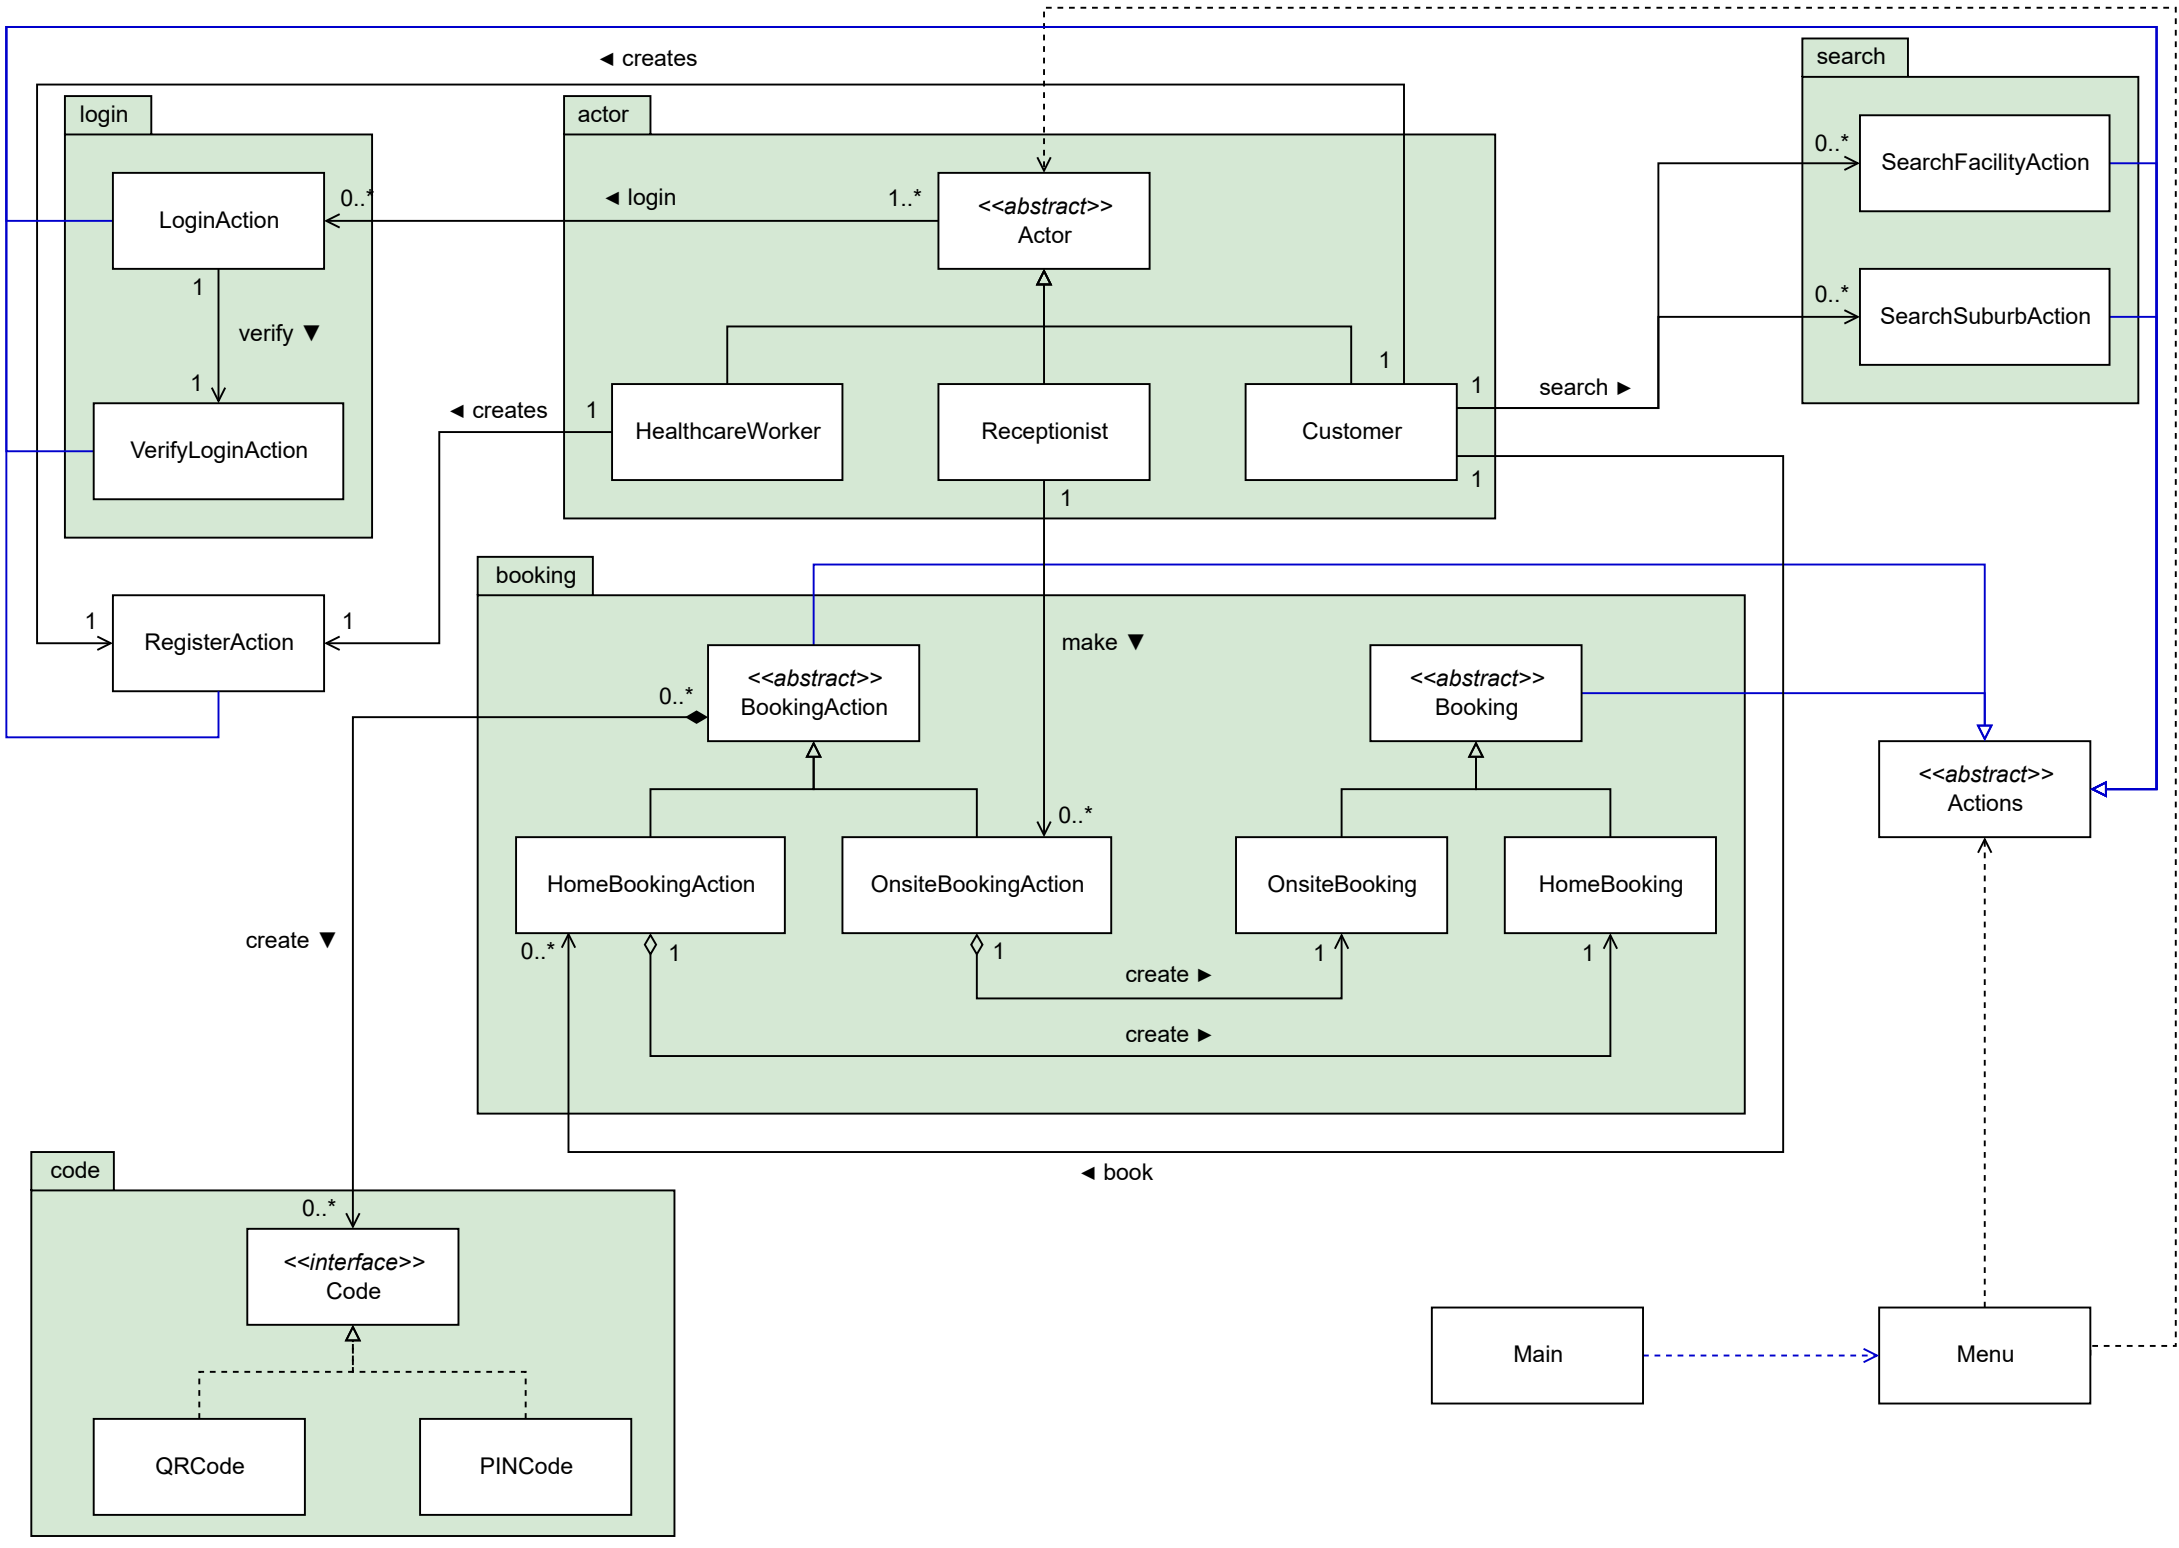 ◄ creates
search
login
actor
0..*
SearchFacilityAction
0..*
◄ login
1..*
<<abstract>>
Actor
LoginAction
1
verify ▼
0..*
SearchSuburbAction
1
1
1
search ►
◄ creates
1
HealthcareWorker
Receptionist
Customer
VerifyLoginAction
1
1
booking
1
1
RegisterAction
make ▼
0..*
<<abstract>>
BookingAction
<<abstract>>
Booking
<<abstract>>
Actions
0..*
HomeBookingAction
OnsiteBookingAction
OnsiteBooking
HomeBooking
create ▼
0..*
1
1
1
1
create ►
create ►
◄ book
code
0..*
<<interface>>
Code
Main
Menu
QRCode
PINCode